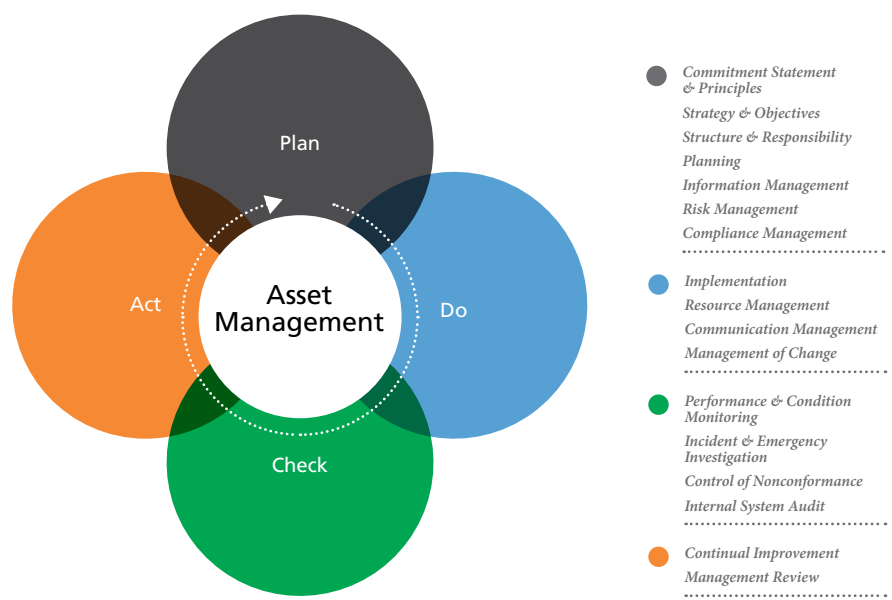 Plan
Act
Asset
Management
Do
Check
Commitment Statement
& Principles
Strategy & Objectives
Structure & Responsibility
Planning
Information Management
Risk Management
Compliance Management
Implementation
Resource Management
Communication Management
Management of Change
Performance & Condition
Monitoring
Incident & Emergency
Investigation
Control of Nonconformance
Internal System Audit
Continual Improvement
Management Review